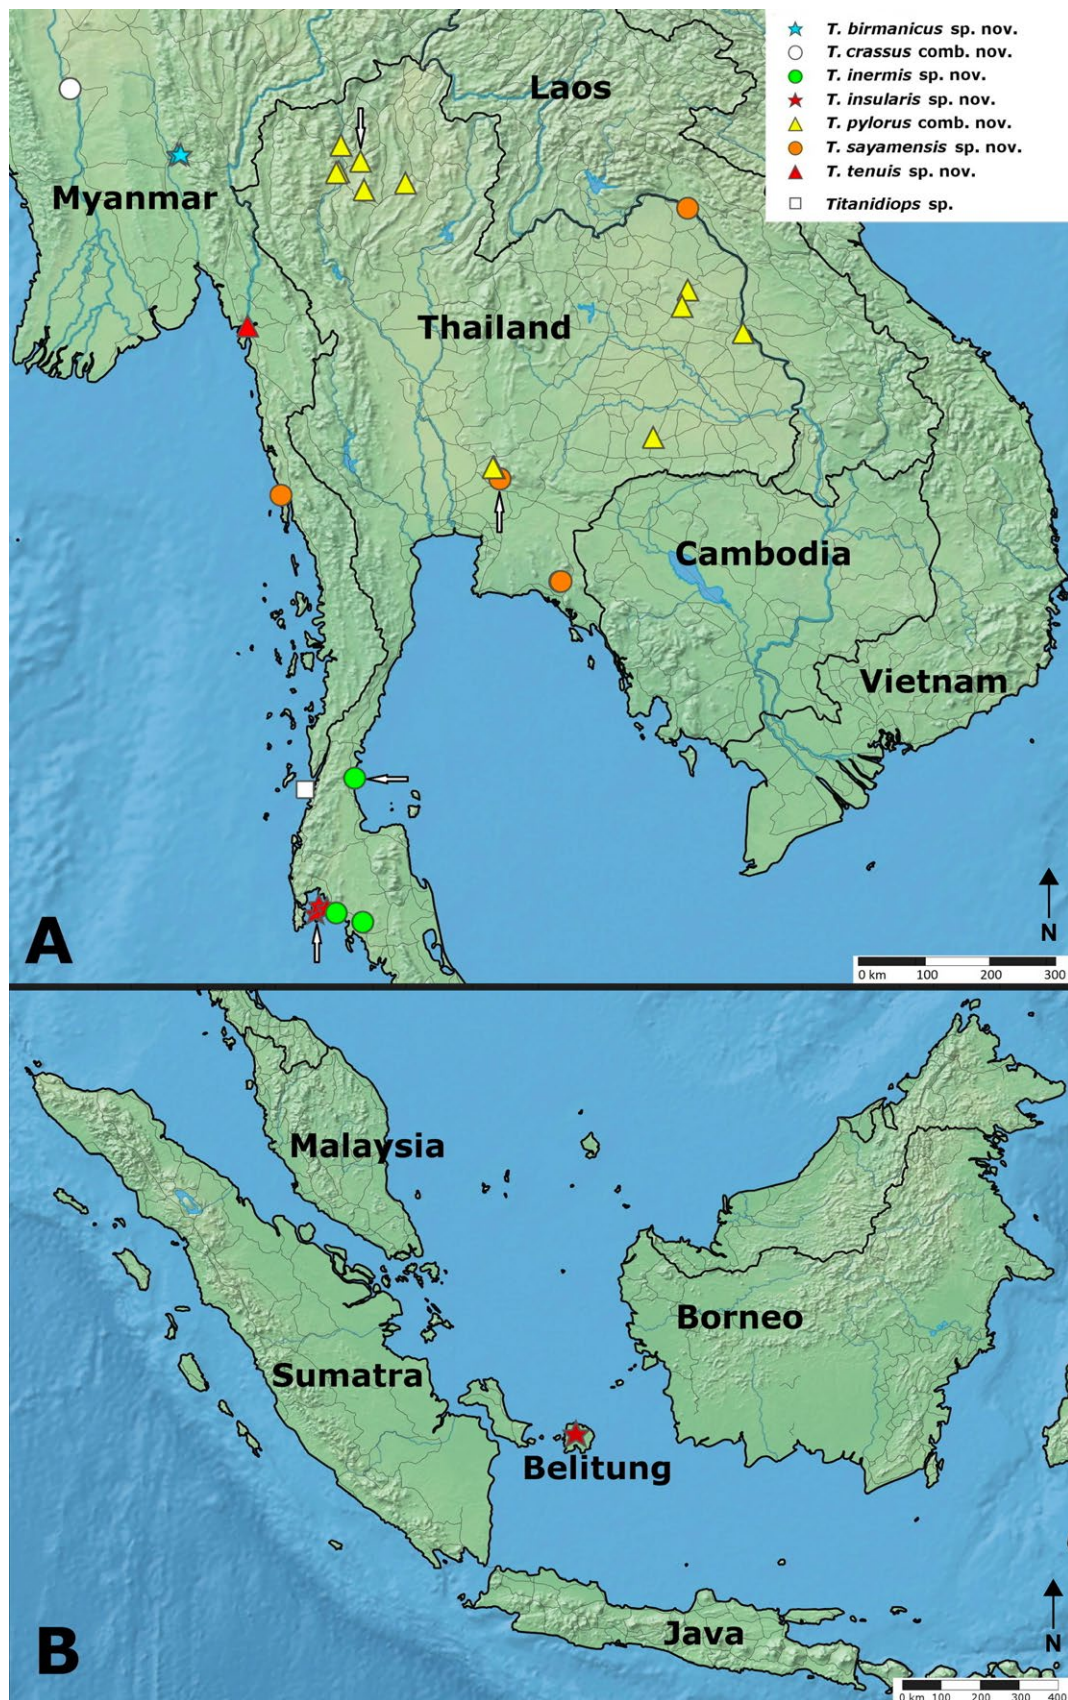 T. birmanicus sp. nov.
T. crassus comb. nov.
T. inermis sp. nov.
T. insularis sp. nov.
T. pylorus comb. nov.
T. sayamensis sp. nov.
T. tenuis sp. nov.
Titanidiops sp.
Laos
Myanmar
Thailand
Cambodia
Vietnam
A
N
0 km 100 200 300
Malaysia
Borneo
Sumatra
Belitung
Java
B
N
0 km 100 200 300 400